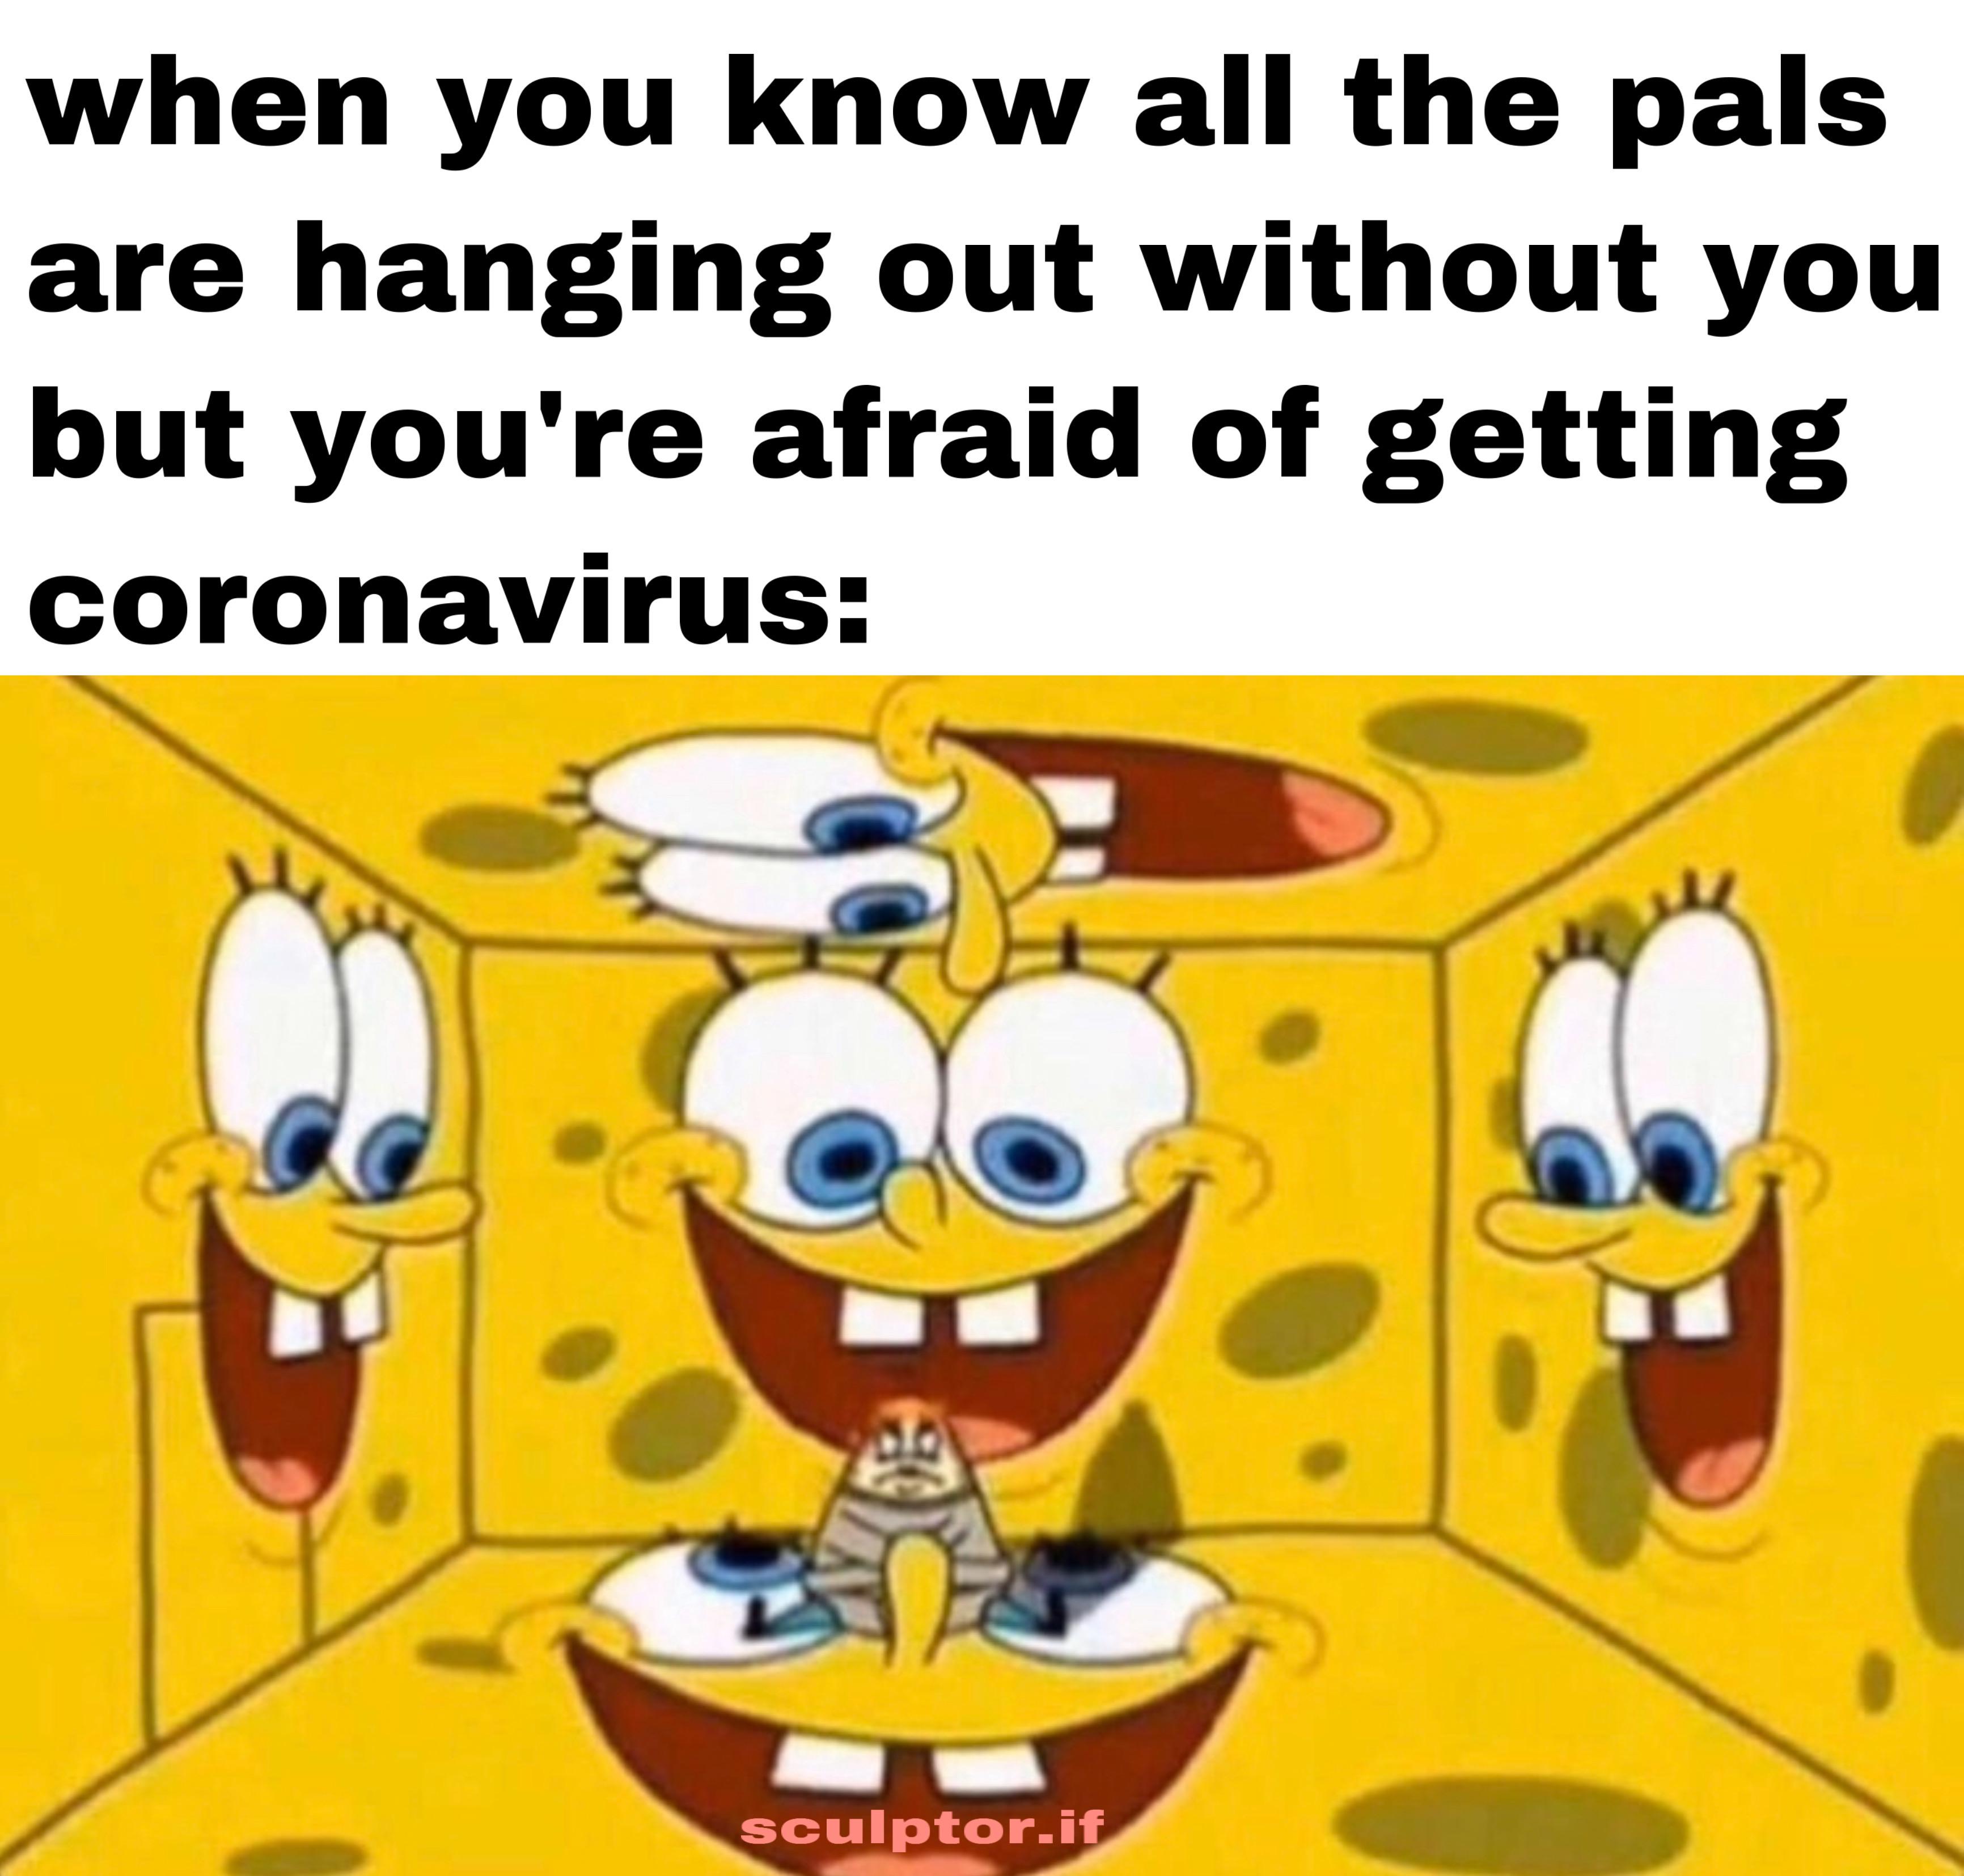 when you know all the pals
are hanging out without you
but you're afraid of getting
coronavirus:
sculptor.if